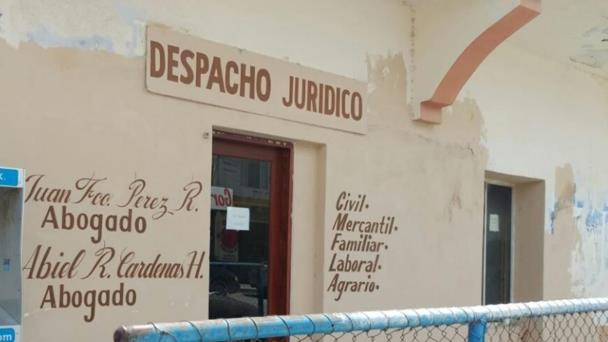 DESPACHO JURIDICO
Juan Fco. Perez R.
Abogado
Abiel R. Cardenas H.
Abogado
Civil.
Mercantil.
Familiar.
Laboral.
Agrario.